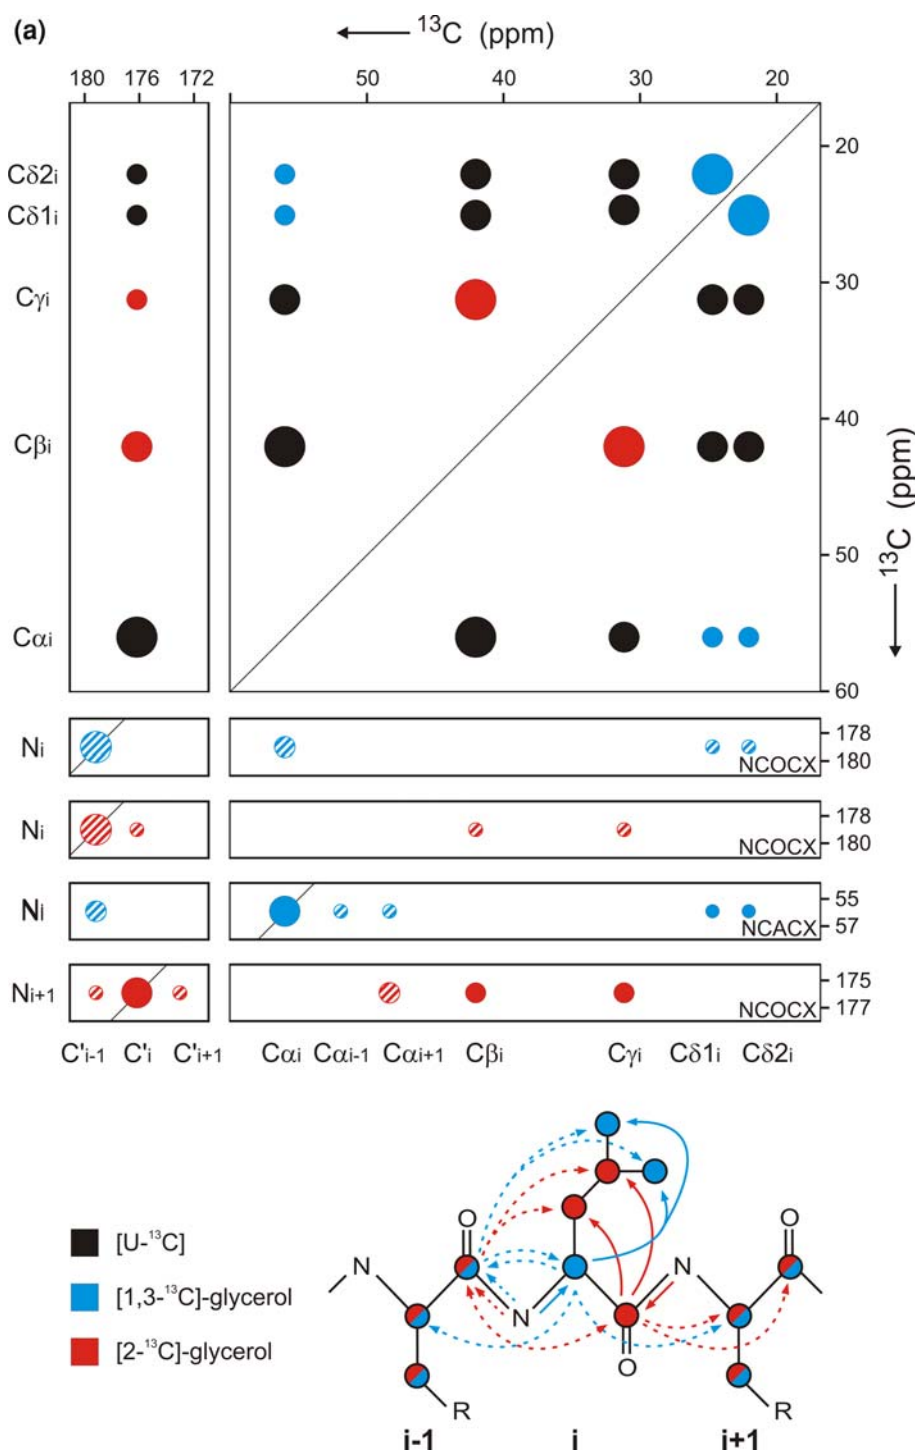 (a)
¹³C (ppm)
180 176 172 50 40 30 20
Cδ2i
Cδ1i
Cγi
Cβi
Cαi
20
30
40
50
60
¹³C (ppm)
Ni 178
180
NCOCX
Ni 178
180
NCOCX
Ni 55
57
NCACX
Ni+1 175
177
NCOCX
C'i-1 C'i C'i+1 Cαi Cαi-1 Cαi+1 Cβi Cγi Cδ1i Cδ2i
[U-¹³C]
[1,3-¹³C]-glycerol
[2-¹³C]-glycerol
O O
N N
N
O
R R
i-1 i i+1